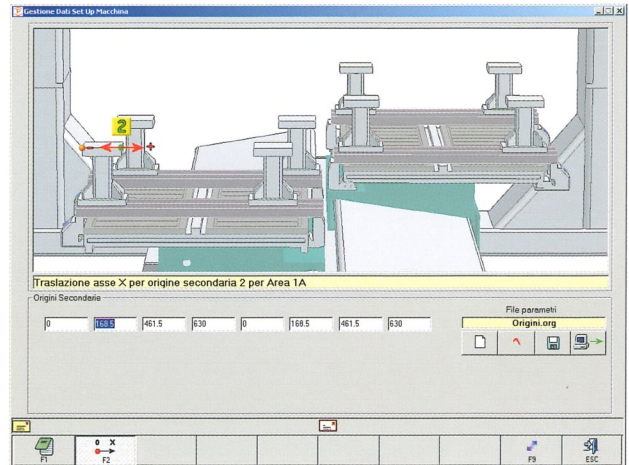 Gestione Dati Set Up Macchina
2
Traslazione asse X per origine secondaria 2 per Area 1A
Origini Secondarie
0 168.5 461.5 630 0 168.5 461.5 630
File parametri
Origini.org
0 X
F1 F2 F9 ESC